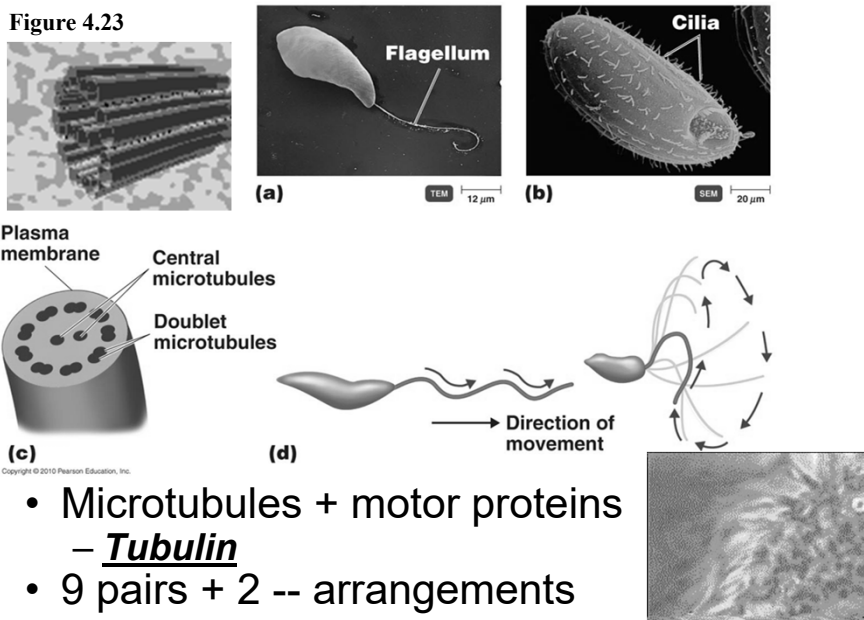 Figure 4.23
Flagellum
Cilia
(a)
TEM
12 µm
(b)
SEM
20 µm
Plasma
membrane
Central
microtubules
Doublet
microtubules
(c)
(d)
Direction of
movement
Copyright © 2010 Pearson Education, Inc.
• Microtubules + motor proteins
– Tubulin
• 9 pairs + 2 -- arrangements